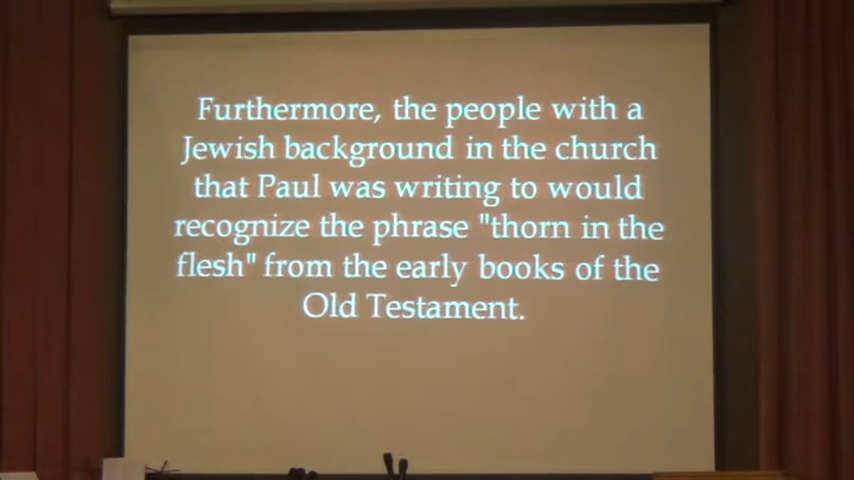 Furthermore, the people with a
Jewish background in the church
that Paul was writing to would
recognize the phrase "thorn in the
flesh" from the early books of the
Old Testament.